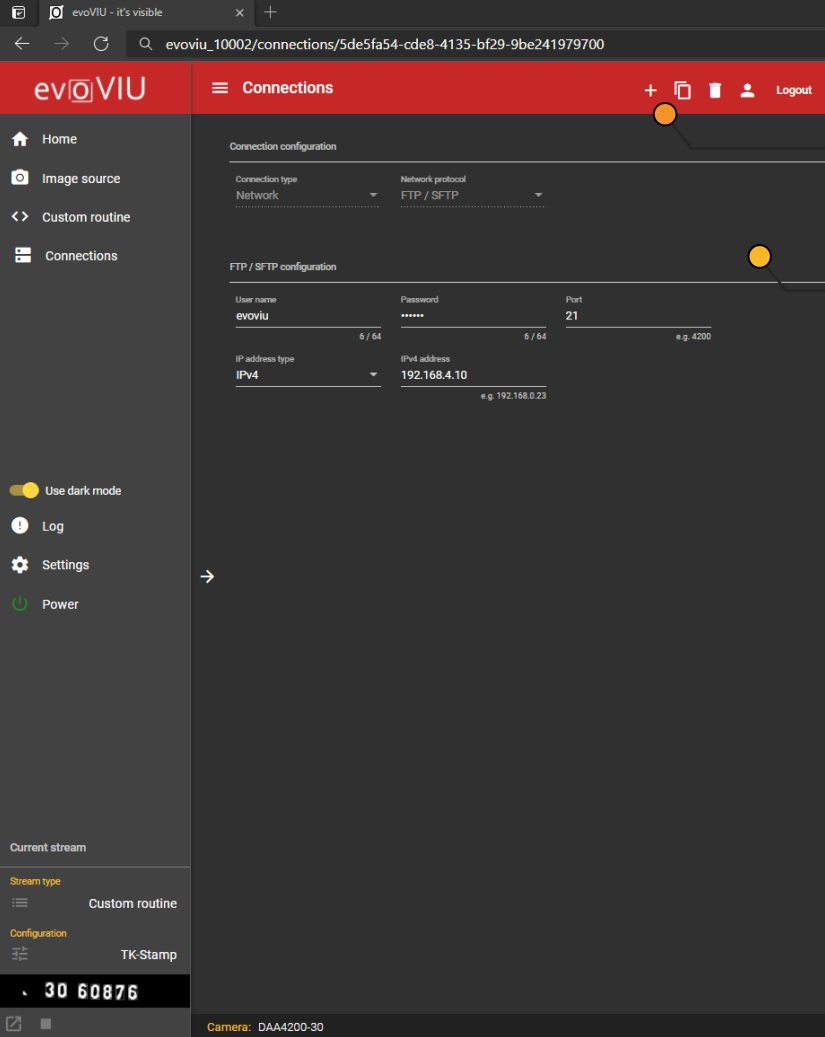 evoVIU - it's visible
evoviu_10002/connections/5de5fa54-cde8-4135-bf29-9be241979700
evoVIU
Connections
Logout
Home
Image source
Custom routine
Connections
Connection configuration
Connection type
Network protocol
Network
FTP / SFTP
FTP / SFTP configuration
User name
Password
Port
evoviu
••••••
21
6 / 64
6 / 64
e.g. 4200
IP address type
IPv4 address
IPv4
192.168.4.10
e.g. 192.168.0.23
Use dark mode
Log
Settings
Power
Current stream
Stream type
Custom routine
Configuration
TK-Stamp
30 60876
Camera: DAA4200-30